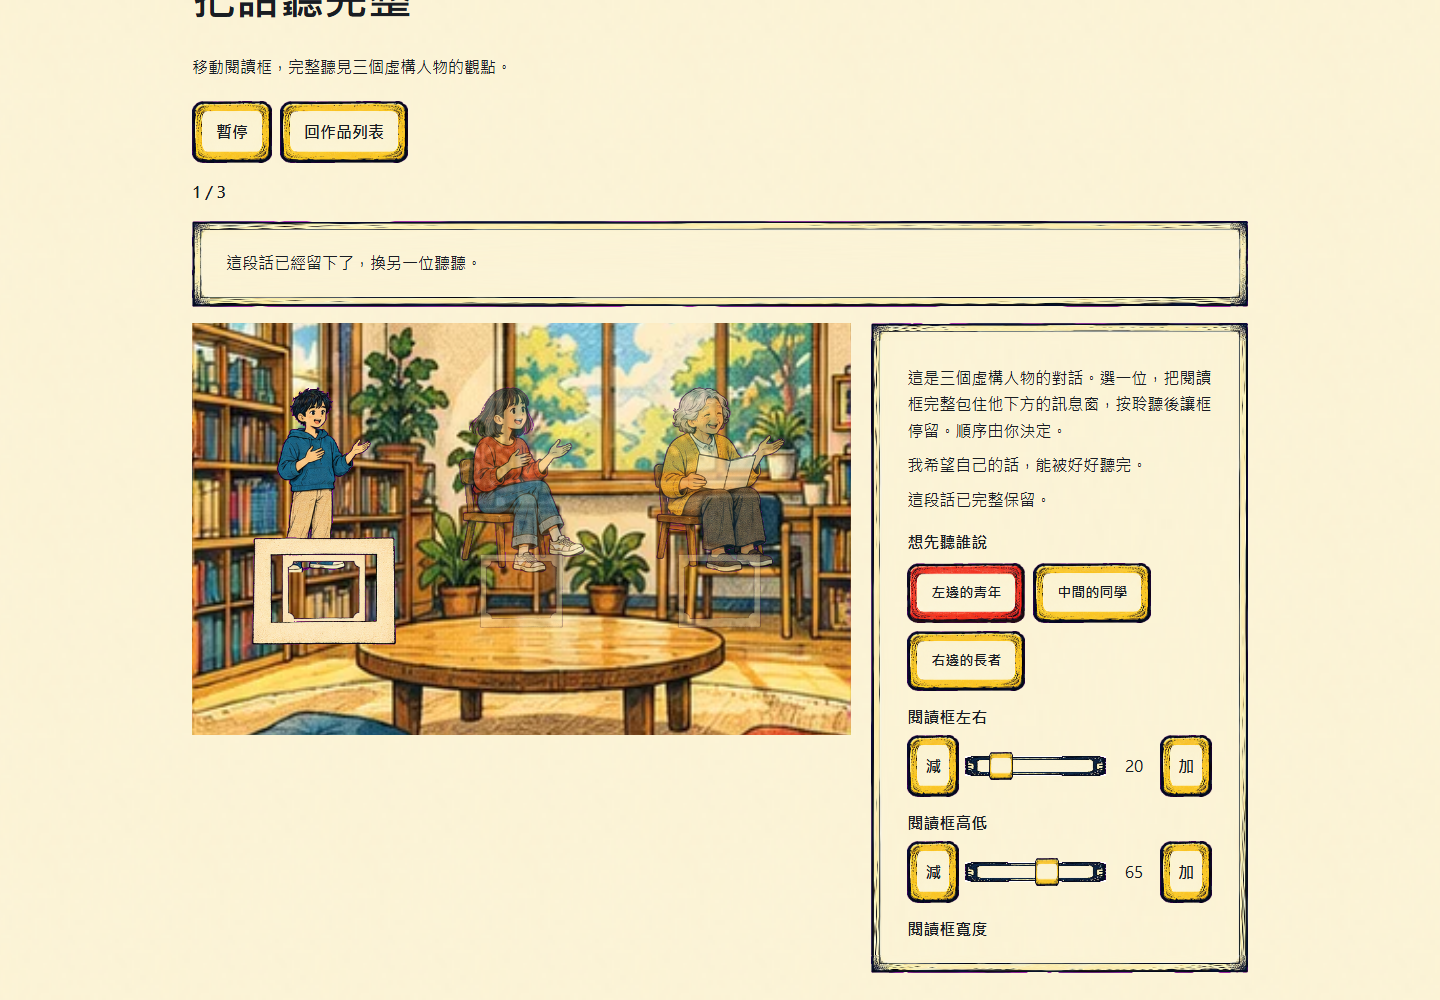 把話聽完整
移動閱讀框，完整聽見三個虛構人物的觀點。
暫停
回作品列表
1 / 3
這段話已經留下了，換另一位聽聽。
這是三個虛構人物的對話。選一位，把閱讀
框完整包住他下方的訊息窗，按聆聽後讓框
停留。順序由你決定。
我希望自己的話，能被好好聽完。
這段話已完整保留。
想先聽誰說
左邊的青年
中間的同學
右邊的長者
閱讀框左右
減
20
加
閱讀框高低
減
65
加
閱讀框寬度